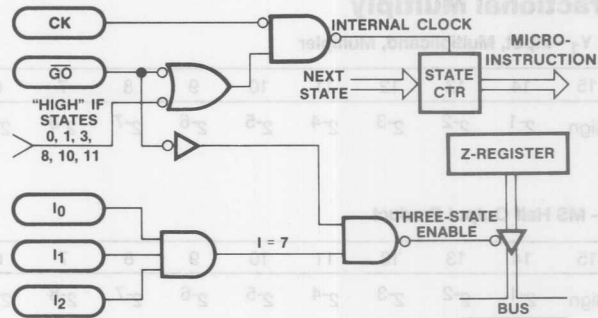 CK
INTERNAL CLOCK
GO
NEXT
STATE
STATE
CTR
MICRO-
INSTRUCTION
"HIGH" IF
STATES
0, 1, 3,
8, 10, 11
Z-REGISTER
I0
I1
I2
I = 7
THREE-STATE
ENABLE
BUS